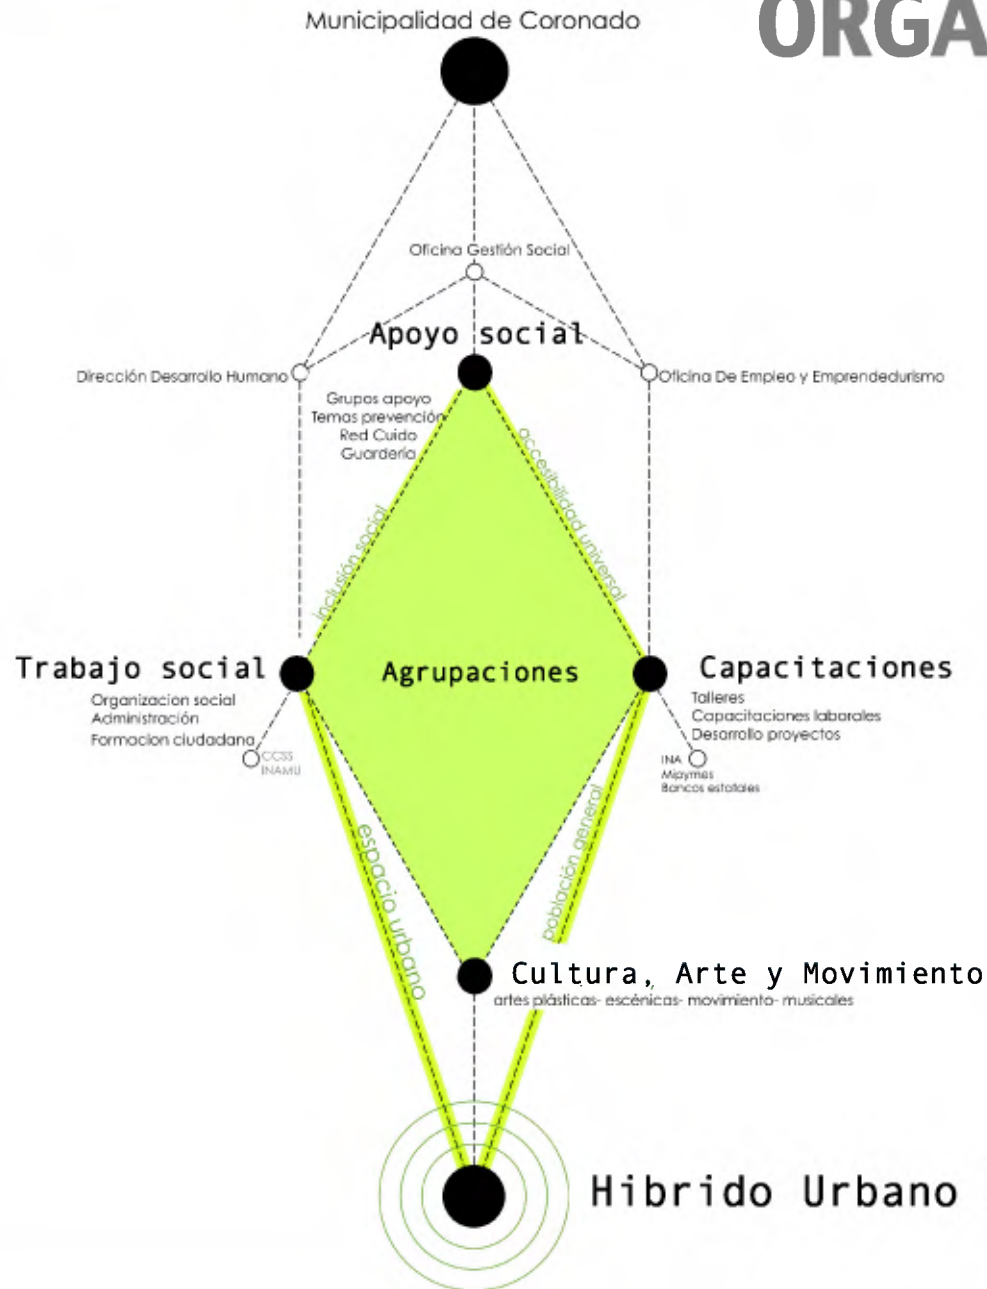 Municipalidad de Coronado
ORGA
Oficina Gestión Social
Apoyo social
Dirección Desarrollo Humano
Oficina De Empleo y Emprendedurismo
Grupos apoyo
Temas prevención
Red Cuido
Guardería
accesibilidad universal
inclusión social
Trabajo social
Agrupaciones
Capacitaciones
Organizacion social
Administración
Formacion ciudadana
CCSS
INAMU
Talleres
Capacitaciones laborales
Desarrollo proyectos
INA
Mipymes
Bancos estatales
espacio urbano
población general
Cultura, Arte y Movimiento
artes plásticas- escénicas- movimiento- musicales
Hibrido Urbano